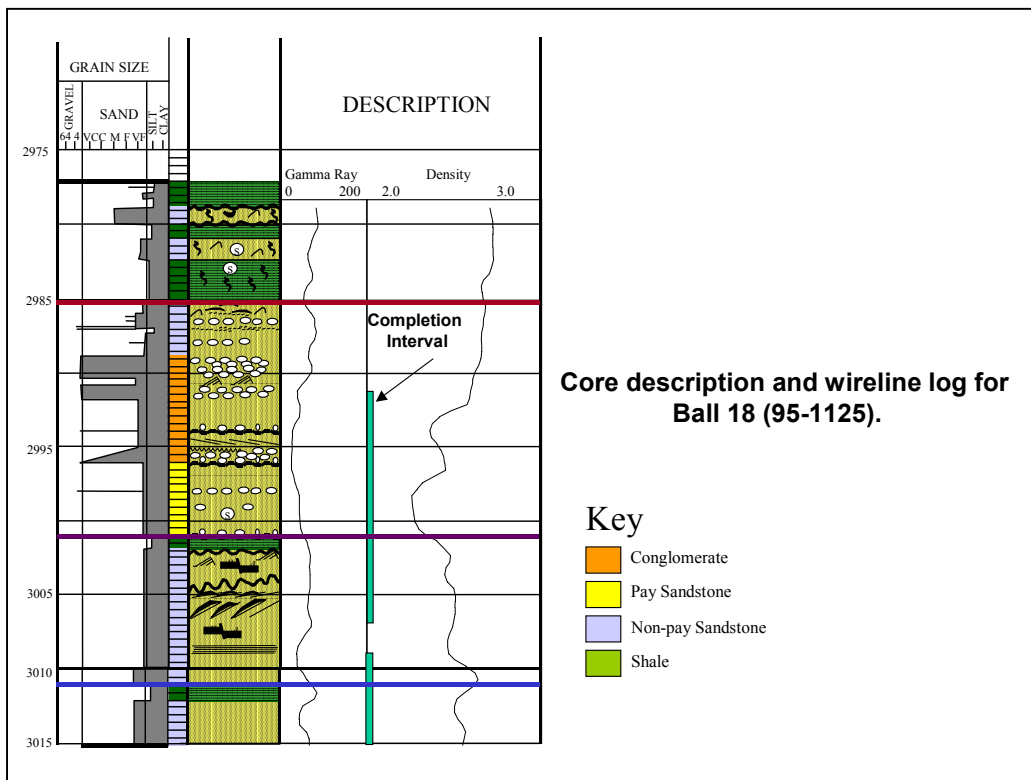 GRAIN SIZE
GRAVEL
SAND
SILT
CLAY
64 4 VCC M F VF
DESCRIPTION
2975
Gamma Ray
Density
0
200
2.0
3.0
S
S
2985
Completion
Interval
Core description and wireline log for
Ball 18 (95-1125).
2995
S
Key
Conglomerate
Pay Sandstone
Non-pay Sandstone
Shale
3005
3010
3015